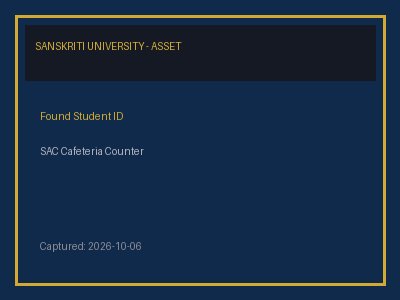 SANSKRITI UNIVERSITY - ASSET
Found Student ID
SAC Cafeteria Counter
Captured: 2026-10-06